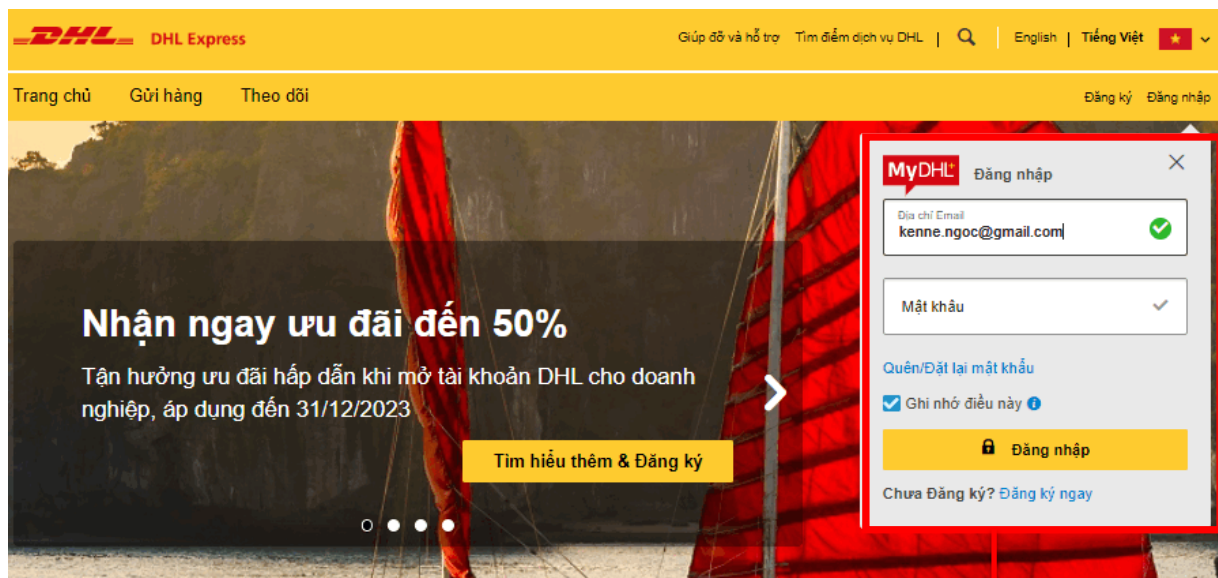 DHL DHL Express
Giúp đỡ và hỗ trợ Tìm điểm dịch vụ DHL | English | Tiếng Việt
Trang chủ Gửi hàng Theo dõi
Đăng ký Đăng nhập
MyDHL+ Đăng nhập
Địa chỉ Email
kenne.ngoc@gmail.com
Mật khẩu
Quên/Đặt lại mật khẩu
Ghi nhớ điều này
Đăng nhập
Chưa Đăng ký? Đăng ký ngay
Nhận ngay ưu đãi đến 50%
Tận hưởng ưu đãi hấp dẫn khi mở tài khoản DHL cho doanh
nghiệp, áp dụng đến 31/12/2023
Tìm hiểu thêm & Đăng ký